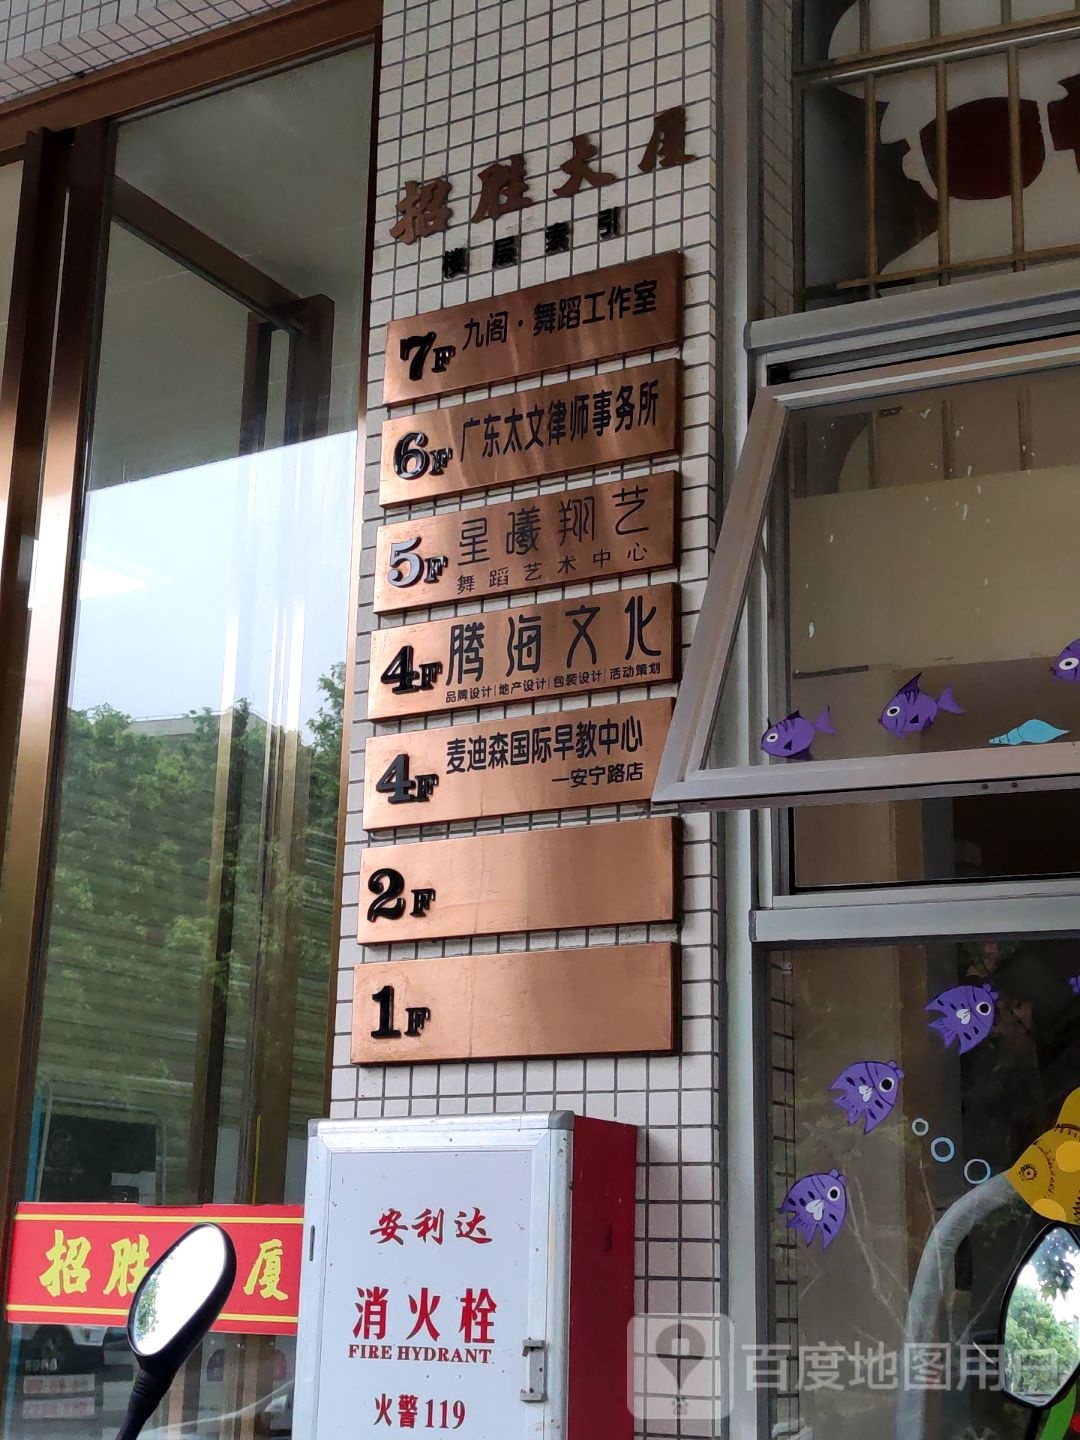 招胜大厦
楼层索引
7F 九阁·舞蹈工作室
6F 广东太文律师事务所
5F 星曦翔艺
舞蹈艺术中心
4F 腾海文化
品牌设计|地产设计|包装设计|活动策划
4F 麦迪森国际早教中心
—安宁路店
2F
1F
招胜 厦
安利达
消火栓
FIRE HYDRANT
火警119
百度地图用户